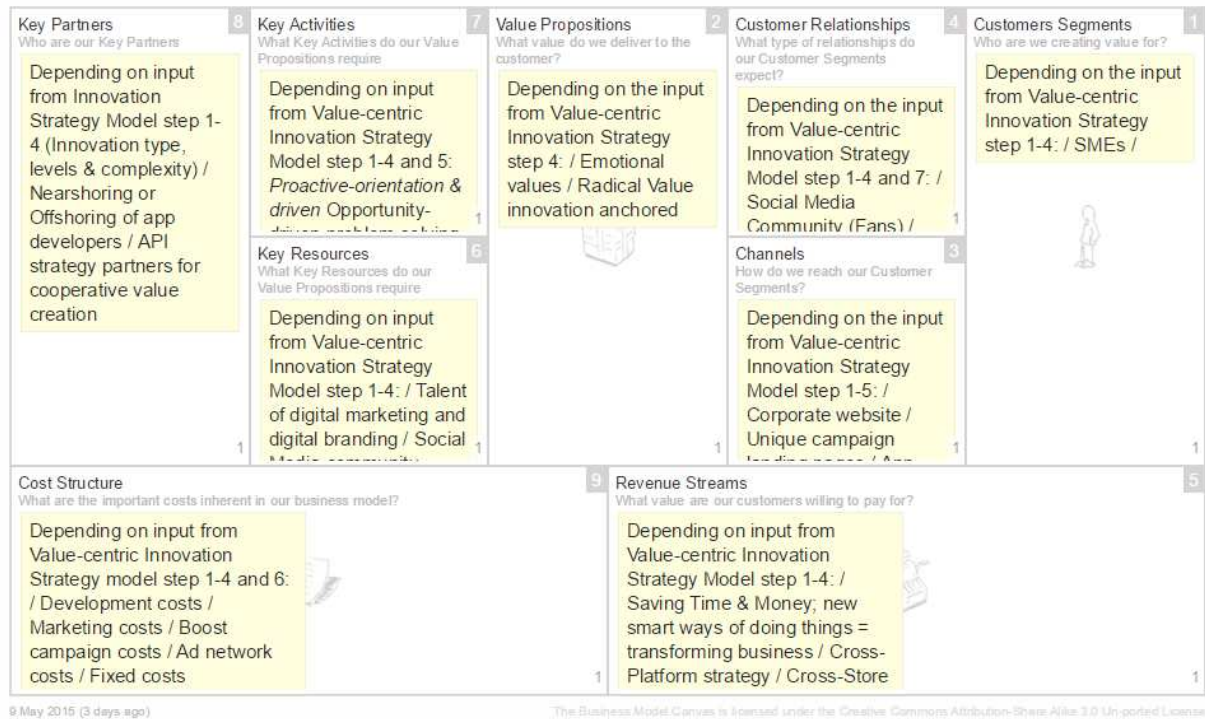 Key Partners
8
Who are our Key Partners
Depending on input
from Innovation
Strategy Model step 1-
4 (Innovation type,
levels & complexity) /
Nearshoring or
Offshoring of app
developers / API
strategy partners for
cooperative value
creation
1
Key Activities
7
What Key Activities do our Value
Propositions require
Depending on input
from Value-centric
Innovation Strategy
Model step 1-4 and 5:
Proactive-orientation &
driven Opportunity-
1
Key Resources
6
What Key Resources do our
Value Propositions require
Depending on input
from Value-centric
Innovation Strategy
Model step 1-4: / Talent
of digital marketing and
digital branding / Social
1
Value Propositions
2
What value do we deliver to the
customer?
Depending on the input
from Value-centric
Innovation Strategy
step 4: / Emotional
values / Radical Value
innovation anchored
1
Customer Relationships
4
What type of relationships do
our Customer Segments
expect?
Depending on the input
from Value-centric
Innovation Strategy
Model step 1-4 and 7: /
Social Media
Community (Fans) /
1
Channels
3
How do we reach our Customer
Segments?
Depending on the input
from Value-centric
Innovation Strategy
Model step 1-5: /
Corporate website /
Unique campaign
1
Customers Segments
1
Who are we creating value for?
Depending on the input
from Value-centric
Innovation Strategy
step 1-4: / SMEs /
1
Cost Structure
9
What are the important costs inherent in our business model?
Depending on input from
Value-centric Innovation
Strategy model step 1-4 and 6:
/ Development costs /
Marketing costs / Boost
campaign costs / Ad network
costs / Fixed costs
1
Revenue Streams
5
What value are our customers willing to pay for?
Depending on input from
Value-centric Innovation
Strategy Model step 1-4: /
Saving Time & Money; new
smart ways of doing things =
transforming business / Cross-
Platform strategy / Cross-Store
1
9 May 2015 (3 days ago)
The Business Model Canvas is licensed under the Creative Commons Attribution-Share Alike 3.0 Un-ported License